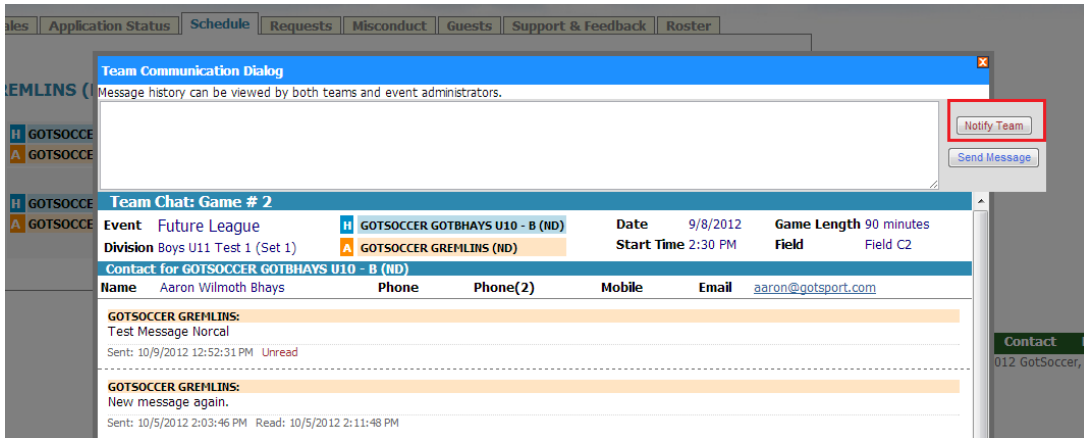 Application Status Schedule Requests Misconduct Guests Support & Feedback Roster
Team Communication Dialog X
Message history can be viewed by both teams and event administrators.
H GOTSOCCE
A GOTSOCCE
Notify Team
Send Message
H GOTSOCCE
A GOTSOCCE
Team Chat: Game # 2
Event Future League H GOTSOCCER GOTBHAYS U10 - B (ND) Date 9/8/2012 Game Length 90 minutes
Division Boys U11 Test 1 (Set 1) A GOTSOCCER GREMLINS (ND) Start Time 2:30 PM Field Field C2
Contact for GOTSOCCER GOTBHAYS U10 - B (ND)
Name Aaron Wilmoth Bhays Phone Phone(2) Mobile Email aaron@gotsport.com
GOTSOCCER GREMLINS:
Test Message Norcal
Sent: 10/9/2012 12:52:31 PM Unread
Contact
012 GotSoccer,
GOTSOCCER GREMLINS:
New message again.
Sent: 10/5/2012 2:03:46 PM Read: 10/5/2012 2:11:48 PM